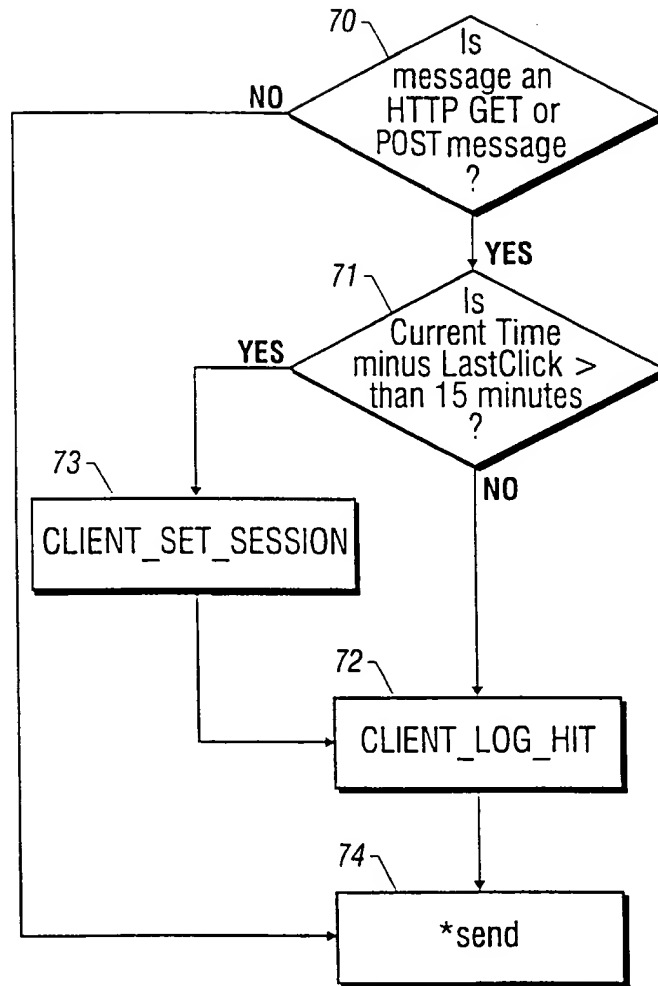 70
Is
message an
HTTP GET or
POST message
?
NO
YES
71
Is
Current Time
minus LastClick >
than 15 minutes
?
YES
NO
73
CLIENT_SET_SESSION
72
CLIENT_LOG_HIT
74
*send